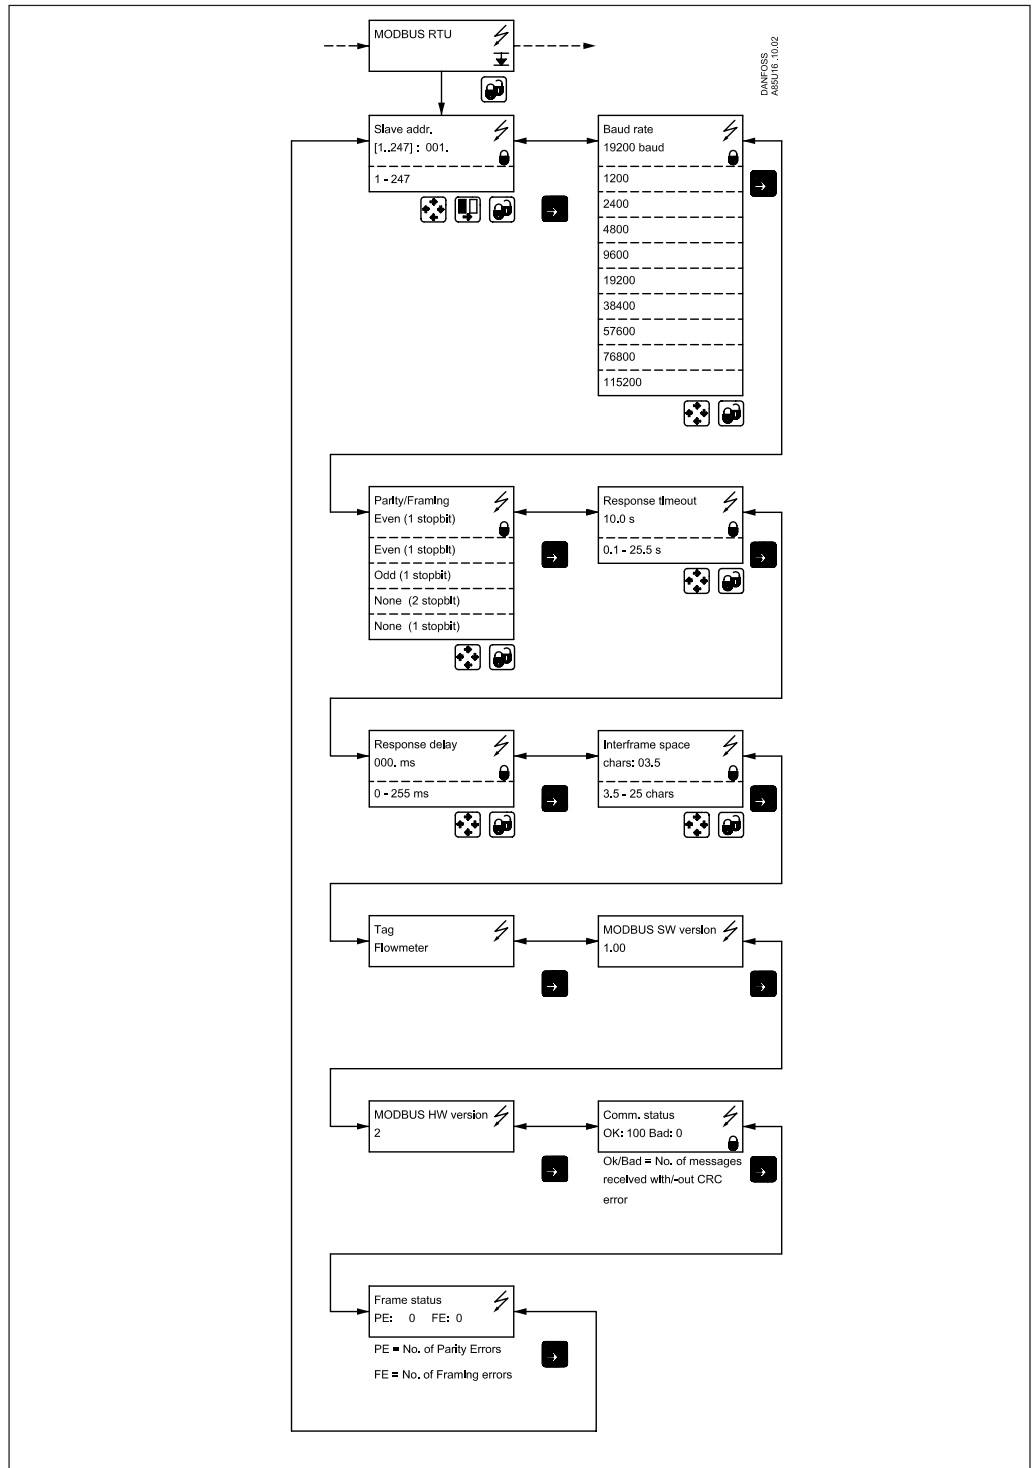 MODBUS RTU
DANFOSS
A85U16 .10.02
Slave addr.
[1..247] : 001.
1 - 247
Baud rate
19200 baud
1200
2400
4800
9600
19200
38400
57600
76800
115200
Parity/Framing
Even (1 stopbit)
Even (1 stopbit)
Odd (1 stopbit)
None (2 stopbit)
None (1 stopbit)
Response timeout
10.0 s
0.1 - 25.5 s
Response delay
000. ms
0 - 255 ms
Interframe space
chars: 03.5
3.5 - 25 chars
Tag
Flowmeter
MODBUS SW version
1.00
MODBUS HW version
2
Comm. status
OK: 100 Bad: 0
Ok/Bad = No. of messages
received with/-out CRC
error
Frame status
PE: 0 FE: 0
PE = No. of Parity Errors
FE = No. of Framing errors